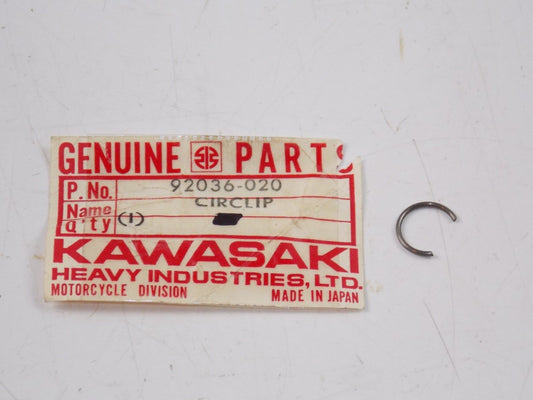 GENUINE PARTS
P. No. 92036-020
Name CIRCLIP
Q'ty (1)
KAWASAKI
HEAVY INDUSTRIES, LTD.
MOTORCYCLE DIVISION MADE IN JAPAN